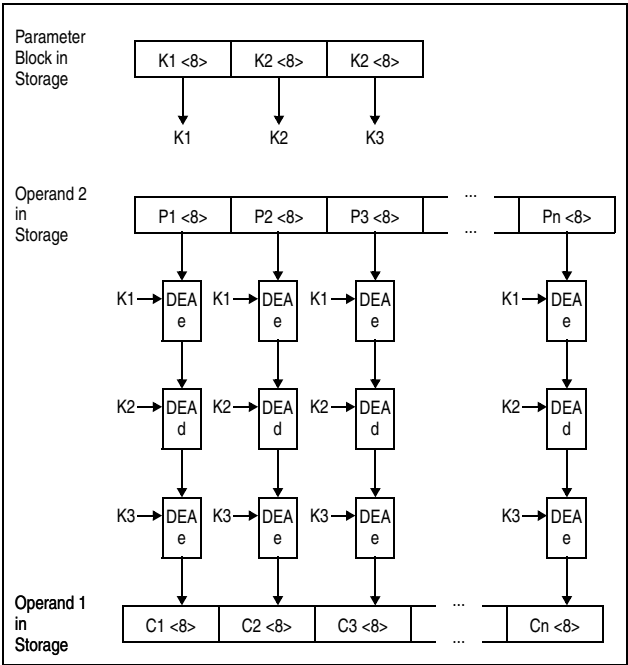 Parameter
Block in
Storage
K1 <8> K2 <8> K2 <8>
K1 K2 K3
Operand 2
in
Storage
...
P1 <8> P2 <8> P3 <8> Pn <8>
...
K1 DEA K1 DEA K1 DEA K1 DEA
e e e e
K2 DEA K2 DEA K2 DEA K2 DEA
d d d d
K3 DEA K3 DEA K3 DEA K3 DEA
e e e e
Operand 1
in
Storage
...
C1 <8> C2 <8> C3 <8> Cn <8>
...